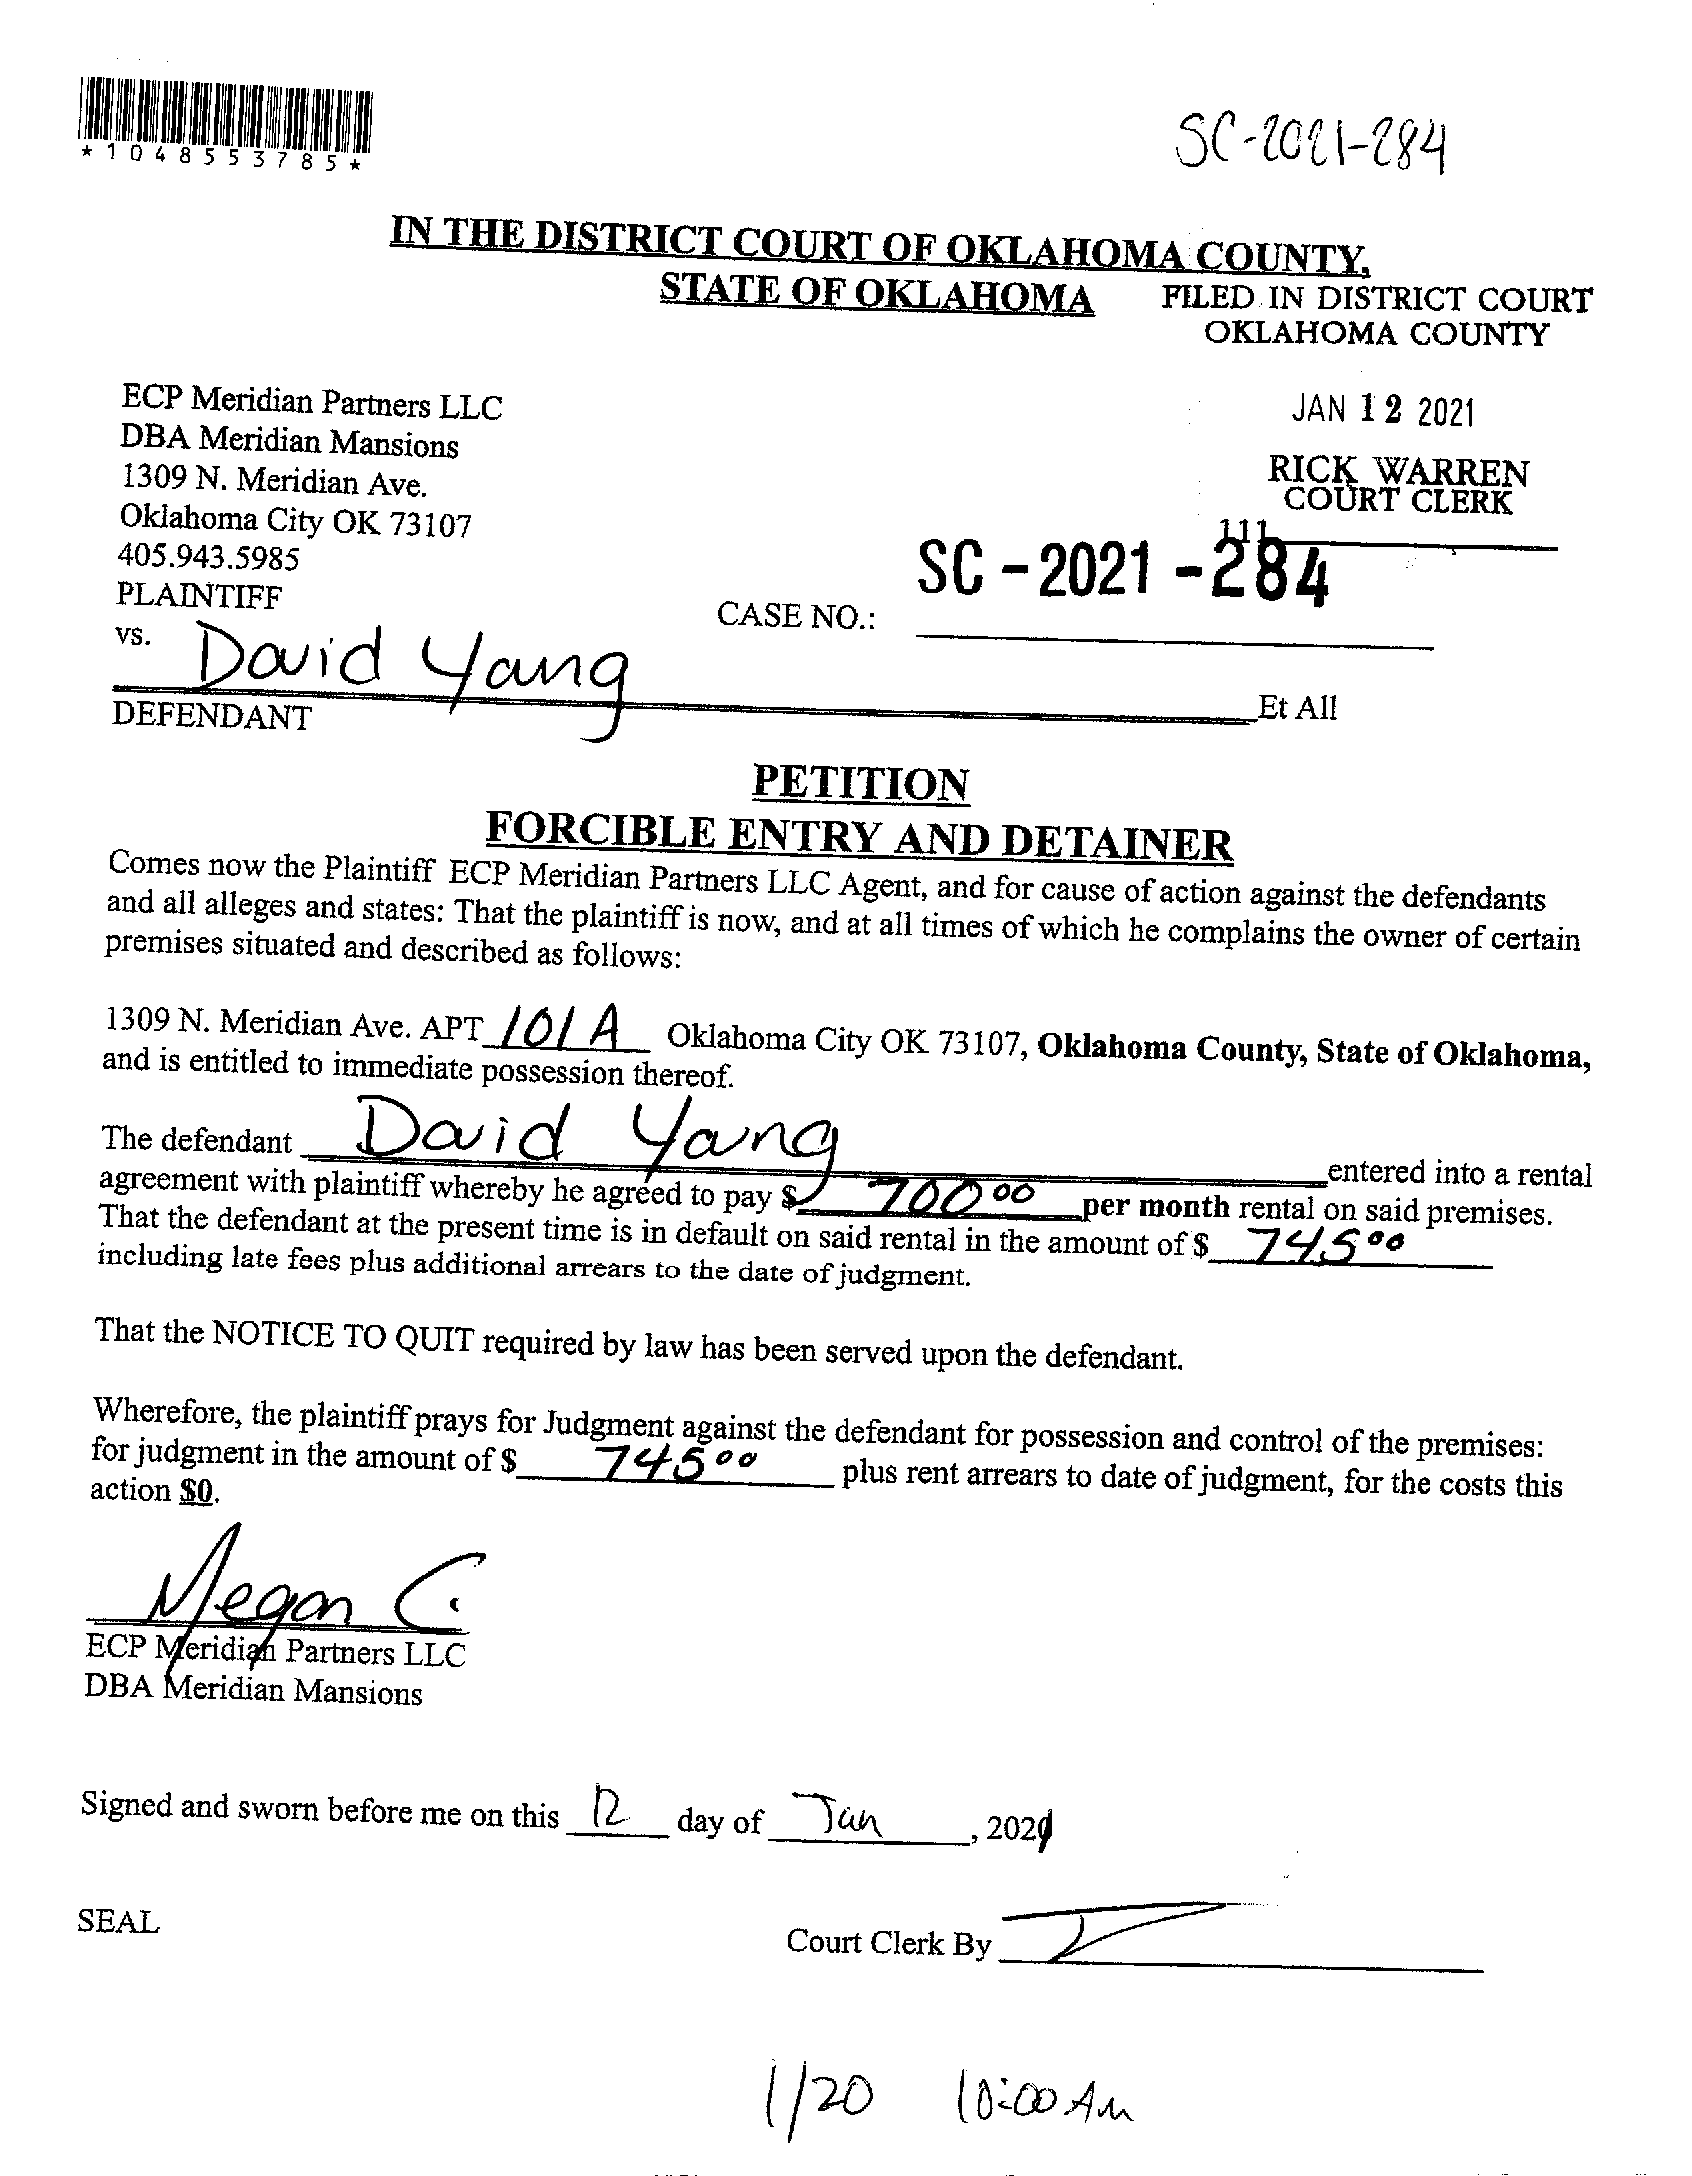 *1048553785*
SC-2021-284
IN THE DISTRICT COURT OF OKLAHOMA COUNTY,
STATE OF OKLAHOMA
FILED IN DISTRICT COURT
OKLAHOMA COUNTY
JAN 12 2021
RICK WARREN
COURT CLERK
111
ECP Meridian Partners LLC
DBA Meridian Mansions
1309 N. Meridian Ave.
Oklahoma City OK 73107
405.943.5985
PLAINTIFF
CASE NO.: SC-2021-284
vs. David Yang Et All
DEFENDANT
PETITION
FORCIBLE ENTRY AND DETAINER
Comes now the Plaintiff ECP Meridian Partners LLC Agent, and for cause of action against the defendants
and all alleges and states: That the plaintiff is now, and at all times of which he complains the owner of certain
premises situated and described as follows:
1309 N. Meridian Ave. APT 101A Oklahoma City OK 73107, Oklahoma County, State of Oklahoma,
and is entitled to immediate possession thereof.
The defendant David Yang entered into a rental
agreement with plaintiff whereby he agreed to pay $ 700 00 per month rental on said premises.
That the defendant at the present time is in default on said rental in the amount of $ 745 00
including late fees plus additional arrears to the date of judgment.
That the NOTICE TO QUIT required by law has been served upon the defendant.
Wherefore, the plaintiff prays for Judgment against the defendant for possession and control of the premises:
for judgment in the amount of $ 745 00 plus rent arrears to date of judgment, for the costs this
action $0.
Megan C.
ECP Meridian Partners LLC
DBA Meridian Mansions
Signed and sworn before me on this 12 day of Jan, 2021
SEAL
Court Clerk By
1/20 10:00 AM